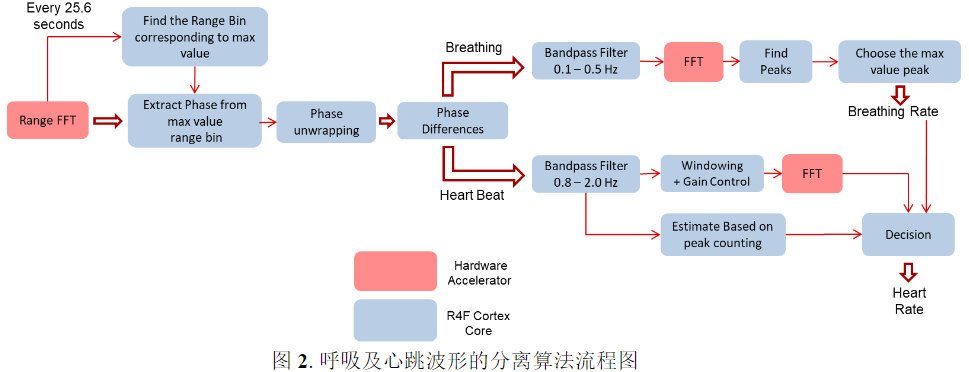 Every 25.6
seconds
Find the Range Bin
corresponding to max
value
Range FFT
Extract Phase from
max value
range bin
Phase
unwrapping
Phase
Differences
Breathing
Bandpass Filter
0.1 – 0.5 Hz
FFT
Find
Peaks
Choose the max
value peak
Breathing Rate
Heart Beat
Bandpass Filter
0.8 – 2.0 Hz
Windowing
+ Gain Control
FFT
Estimate Based on
peak counting
Decision
Heart
Rate
Hardware
Accelerator
R4F Cortex
Core
图 2. 呼吸及心跳波形的分离算法流程图